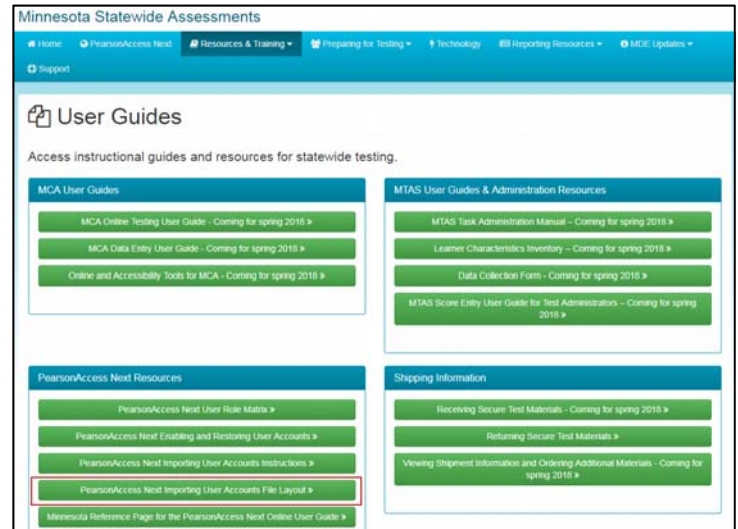 Minnesota Statewide Assessments
Home PearsonAccess Next Resources & Training Preparing for Testing Technology Reporting Resources MDE Updates
Support
User Guides
Access instructional guides and resources for statewide testing.
MCA User Guides
MCA Online Testing User Guide - Coming for spring 2018 »
MCA Data Entry User Guide - Coming for spring 2018 »
Online and Accessibility Tools for MCA - Coming for spring 2018 »
MTAS User Guides & Administration Resources
MTAS Task Administration Manual – Coming for spring 2018 »
Learner Characteristics Inventory – Coming for spring 2018 »
Data Collection Form - Coming for spring 2018 »
MTAS Score Entry User Guide for Test Administrators – Coming for spring
2018 »
PearsonAccess Next Resources
PearsonAccess Next User Role Matrix »
PearsonAccess Next Enabling and Restoring User Accounts »
PearsonAccess Next Importing User Accounts Instructions »
PearsonAccess Next Importing User Accounts File Layout »
Minnesota Reference Page for the PearsonAccess Next Online User Guide »
Shipping Information
Receiving Secure Test Materials - Coming for spring 2018 »
Returning Secure Test Materials »
Viewing Shipment Information and Ordering Additional Materials - Coming for
spring 2018 »